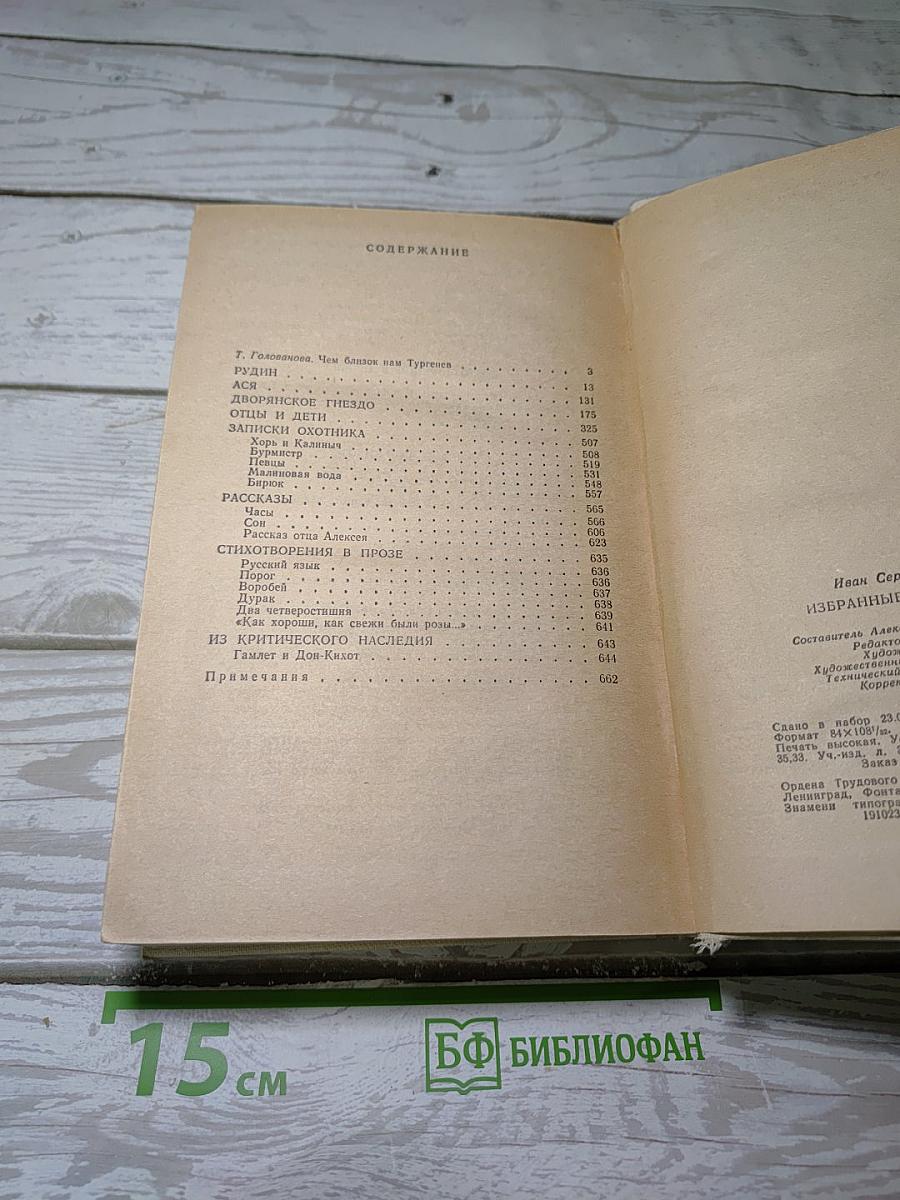 СОДЕРЖАНИЕ
Т. Голованова. Чем близок нам Тургенев . . . . . . . . . 3
РУДИН . . . . . . . . . . . . . . . . . . . . 13
АСЯ . . . . . . . . . . . . . . . . . . . . 131
ДВОРЯНСКОЕ ГНЕЗДО . . . . . . . . . . . . . . 175
ОТЦЫ И ДЕТИ . . . . . . . . . . . . . . . . . 325
ЗАПИСКИ ОХОТНИКА . . . . . . . . . . . . . . 507
Хорь и Калиныч . . . . . . . . . . . . . . . 508
Бурмистр . . . . . . . . . . . . . . . . . . 519
Певцы . . . . . . . . . . . . . . . . . . . 531
Малиновая вода . . . . . . . . . . . . . . . 548
Бирюк . . . . . . . . . . . . . . . . . . . 557
РАССКАЗЫ . . . . . . . . . . . . . . . . . . 565
Часы . . . . . . . . . . . . . . . . . . . 566
Сон . . . . . . . . . . . . . . . . . . . . 606
Рассказ отца Алексея . . . . . . . . . . . . . 623
СТИХОТВОРЕНИЯ В ПРОЗЕ . . . . . . . . . . . . 635
Русский язык . . . . . . . . . . . . . . . . 636
Порог . . . . . . . . . . . . . . . . . . . 636
Воробей . . . . . . . . . . . . . . . . . . 637
Дурак . . . . . . . . . . . . . . . . . . . 638
Два четверостишия . . . . . . . . . . . . . . 639
«Как хороши, как свежи были розы...» . . . . . . . 641
ИЗ КРИТИЧЕСКОГО НАСЛЕДИЯ . . . . . . . . . . 643
Гамлет и Дон-Кихот . . . . . . . . . . . . . . 644
Примечания . . . . . . . . . . . . . . . . . 662
Иван Сер
ИЗБРАННЫЕ
Составитель Алекс
Редакто
Худож
Художественны
Технический
Коррек
Сдано в набор 23.0
Формат 84×108¹/₃₂.
Печать высокая. У
35,33. Уч.-изд. л.
Заказ
Ордена Трудового
Ленинград, Фонта
Знамени типогра
191023
15 см
БФ БИБЛИОФАН